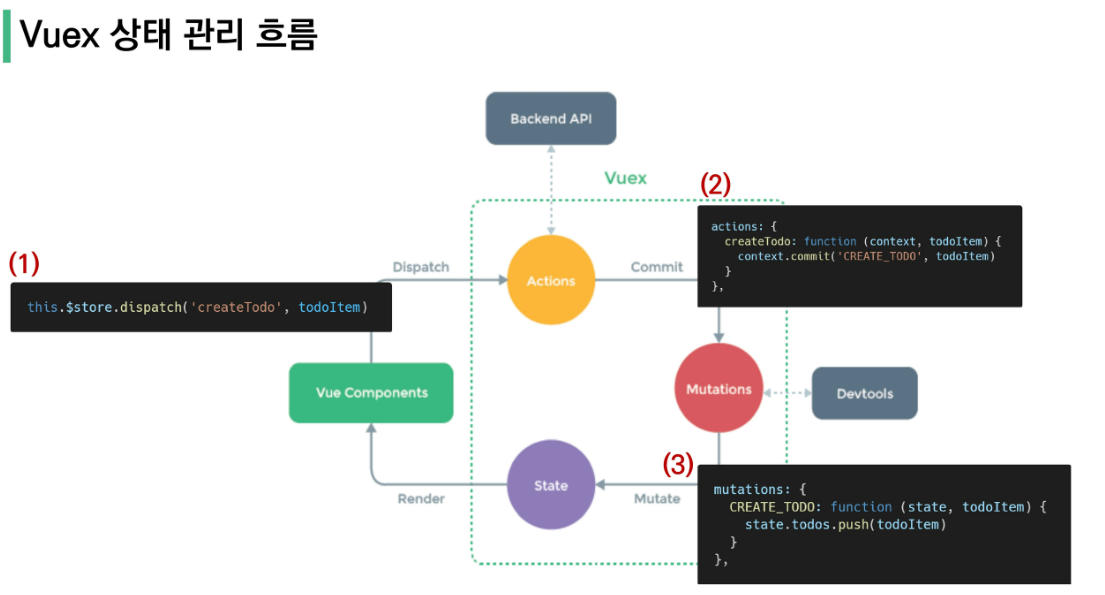 Vuex 상태 관리 흐름
Backend API
Vuex
(2)
actions: {
createTodo: function (context, todoItem) {
context.commit('CREATE_TODO', todoItem)
}
},
(1)
Dispatch
Actions
Commit
this.$store.dispatch('createTodo', todoItem)
Vue Components
Mutations
Devtools
(3)
State
Render
Mutate
mutations: {
CREATE_TODO: function (state, todoItem) {
state.todos.push(todoItem)
}
},